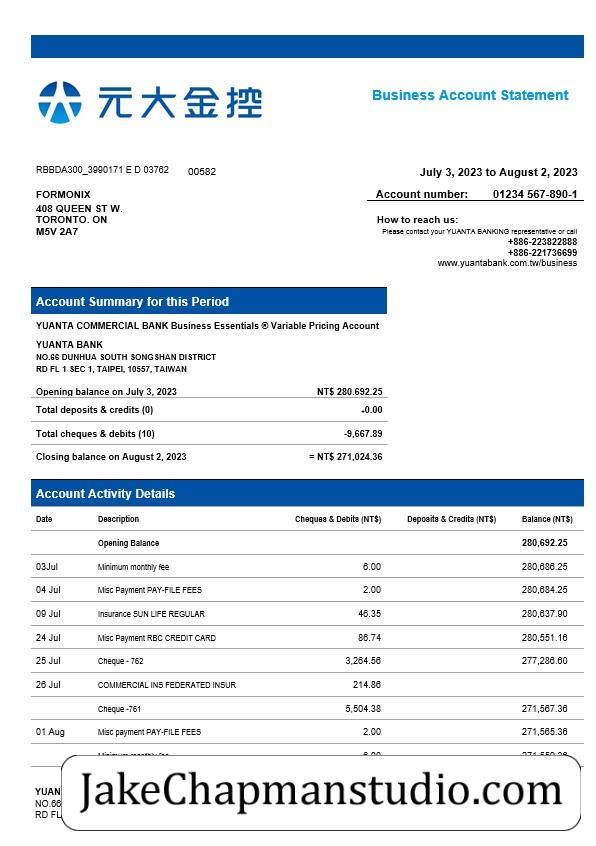 元大金控
Business Account Statement
RBBDA300_3990171 E D 03762 00582
July 3, 2023 to August 2, 2023
FORMONIX
408 QUEEN ST W.
TORONTO. ON
M5V 2A7
Account number: 01234 567-890-1
How to reach us:
Please contact your YUANTA BANKING representative or call
+886-223822888
+886-221736699
www.yuantabank.com.tw/business
Account Summary for this Period
YUANTA COMMERCIAL BANK Business Essentials ® Variable Pricing Account
YUANTA BANK
NO.66 DUNHUA SOUTH SONGSHAN DISTRICT
RD FL 1 SEC 1, TAIPEI, 10557, TAIWAN
Opening balance on July 3, 2023 NT$ 280.692.25
Total deposits & credits (0) -0.00
Total cheques & debits (10) -9,667.89
Closing balance on August 2, 2023 = NT$ 271,024.36
Account Activity Details
Date Description Cheques & Debits (NT$) Deposits & Credits (NT$) Balance (NT$)
Opening Balance 280,692.25
03Jul Minimum monthly fee 6.00 280,686.25
04 Jul Misc Payment PAY-FILE FEES 2.00 280,684.25
09 Jul Insurance SUN LIFE REGULAR 46.35 280,637.90
24 Jul Misc Payment RBC CREDIT CARD 86.74 280,551.16
25 Jul Cheque - 762 3,264.56 277,286.60
26 Jul COMMERCIAL INS FEDERATED INSUR 214.86
Cheque -761 5,504.38 271,567.36
01 Aug Misc payment PAY-FILE FEES 2.00 271,565.36
Minimum monthly fee 6.00
YUAN
NO.66
RD FL
JakeChapmanstudio.com